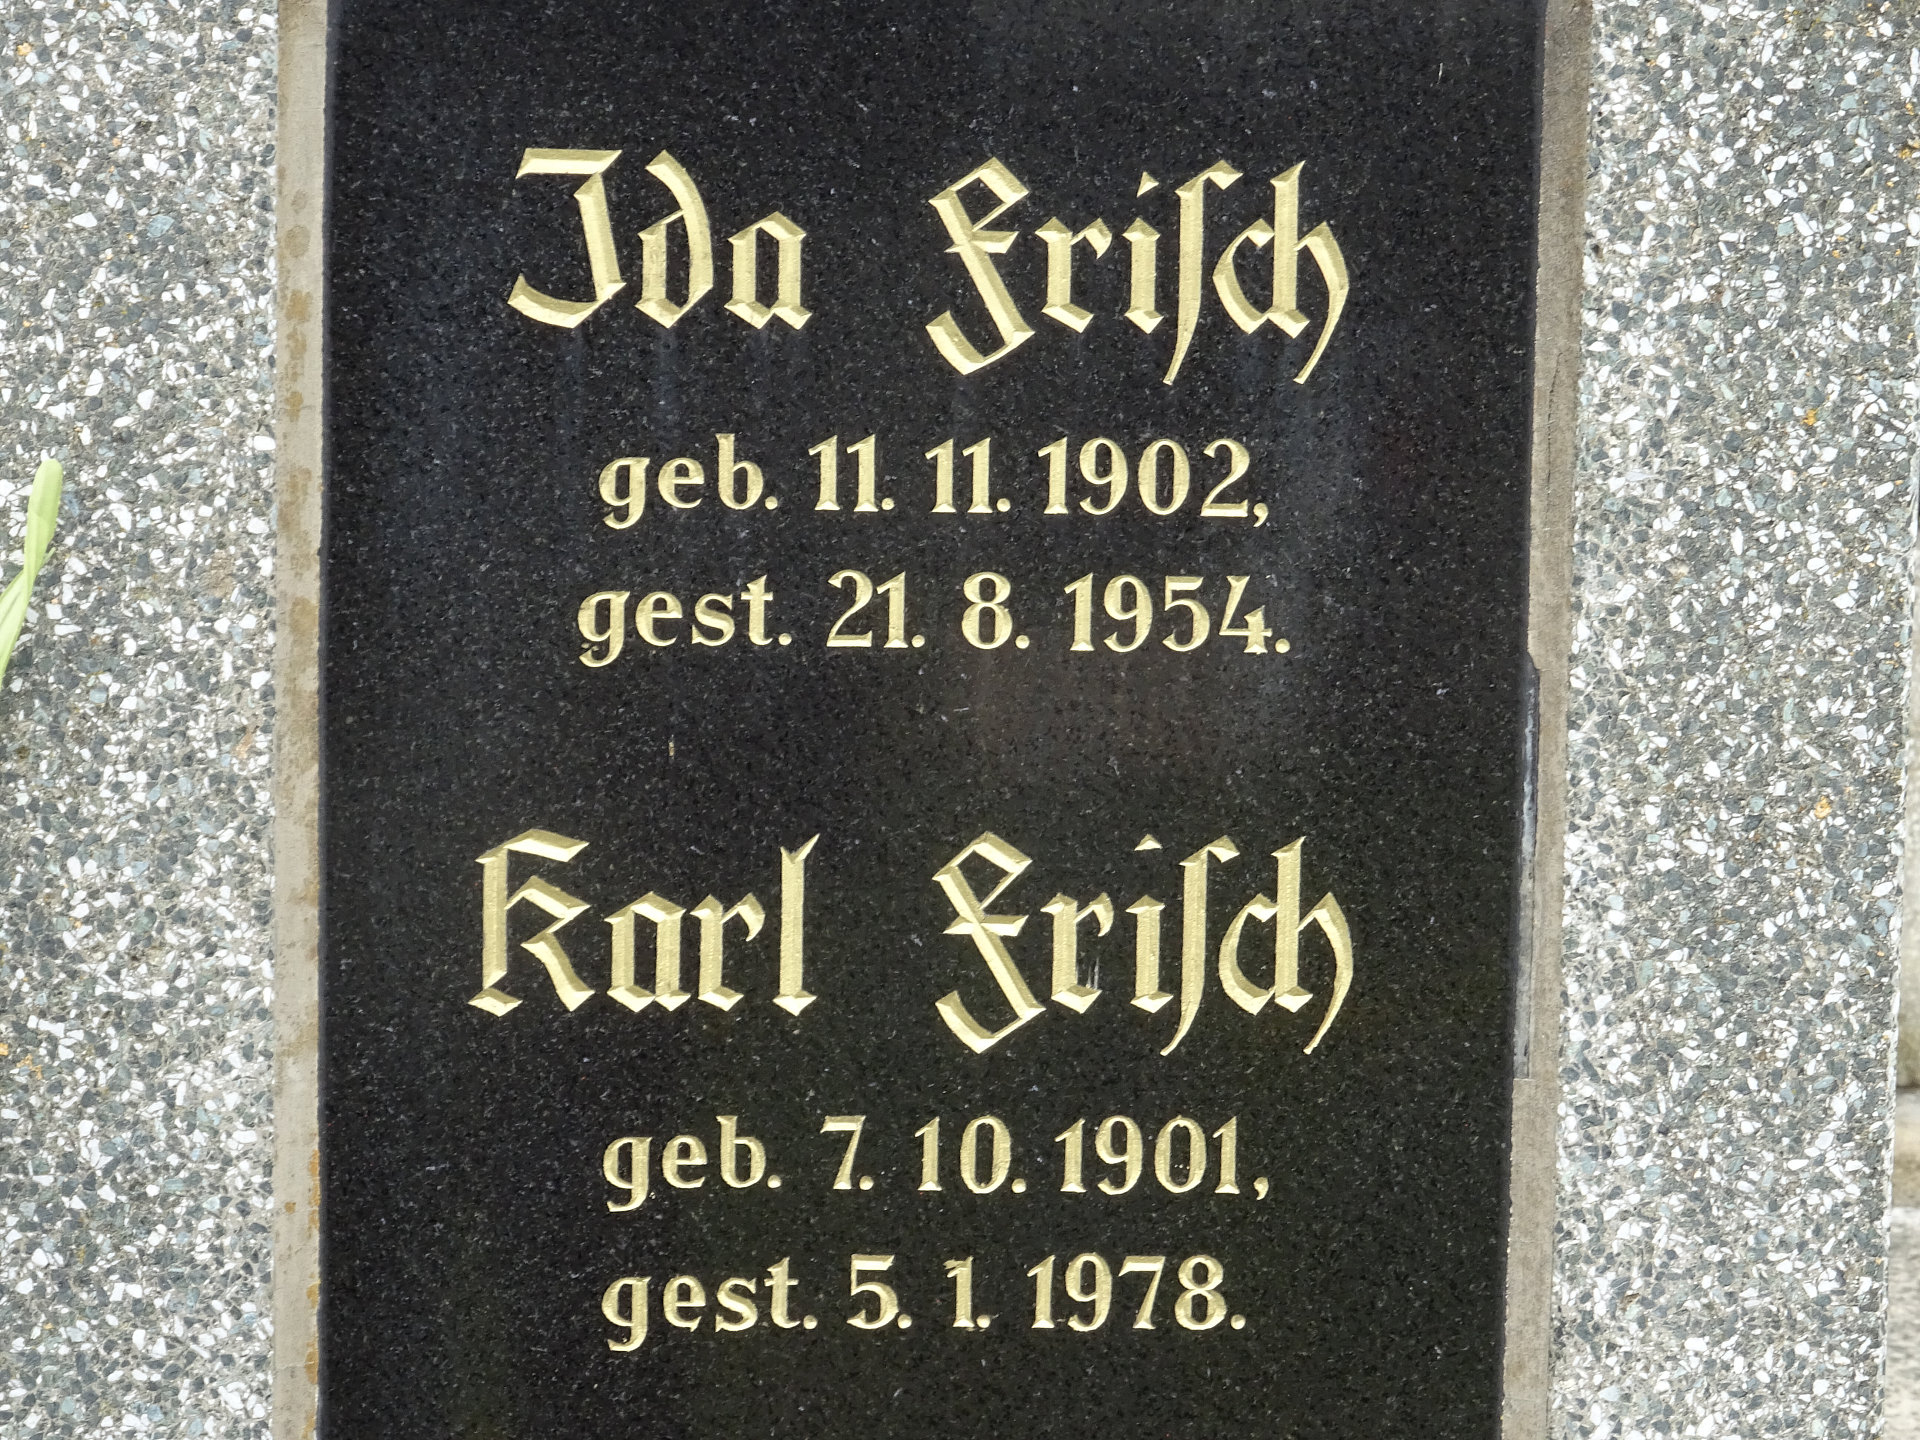 Ida Friſch
geb. 11. 11. 1902,
gest. 21. 8. 1954.
Karl Friſch
geb. 7. 10. 1901,
gest. 5. 1. 1978.